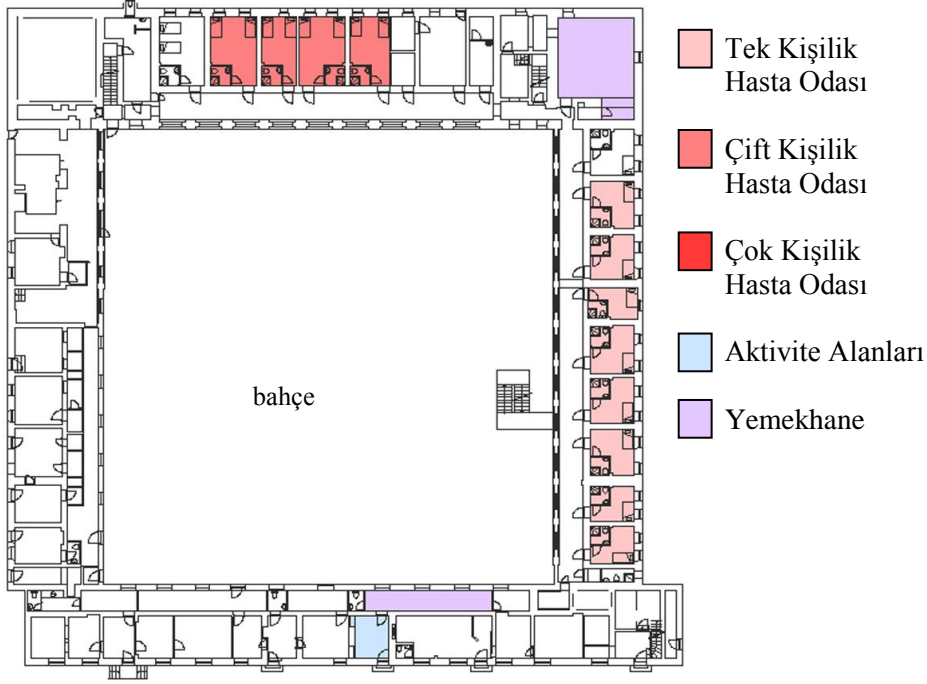 Tek Kişilik
Hasta Odası
Çift Kişilik
Hasta Odası
Çok Kişilik
Hasta Odası
Aktivite Alanları
bahçe
Yemekhane